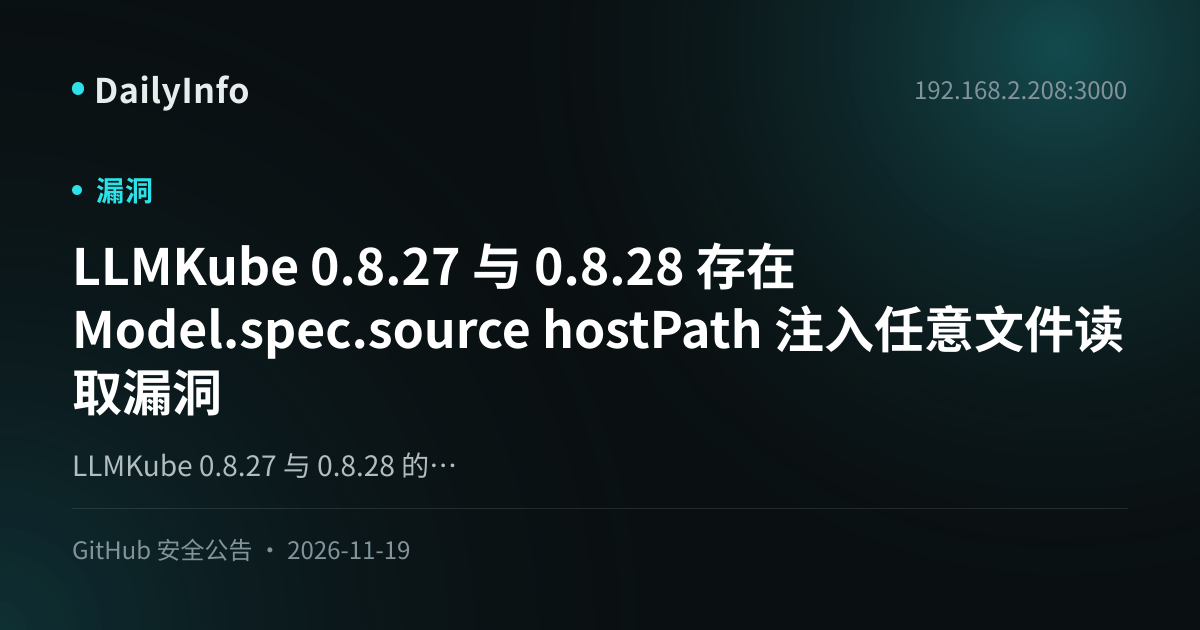 DailyInfo
192.168.2.208:3000
漏洞
LLMKube 0.8.27 与 0.8.28 存在
Model.spec.source hostPath 注入任意文件读
取漏洞
LLMKube 0.8.27 与 0.8.28 的…
GitHub 安全公告 · 2026-11-19